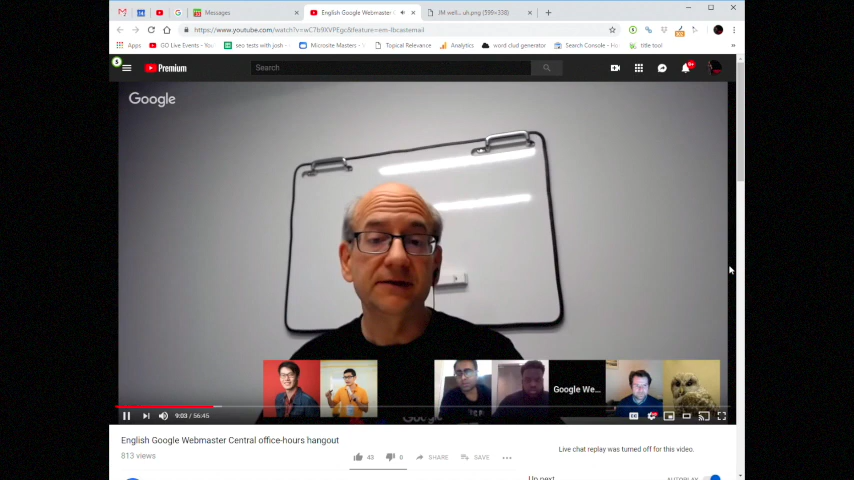 Messages
English Google Webmaster
JM well... uh.png (599×338)
https://www.youtube.com/watch?v=wC7b9XVPEgc&feature=em-lbcastemail
Apps
GO Live Events - You
seo tests with josh
Microsite Masters -
Topical Relevance
Analytics
word clud generator
Search Console - Ho
title tool
Premium
Search
9+
Google
Google We...
9:03 / 56:45
English Google Webmaster Central office-hours hangout
813 views
43
0
SHARE
SAVE
Live chat replay was turned off for this video.
Up next
AUTOPLAY